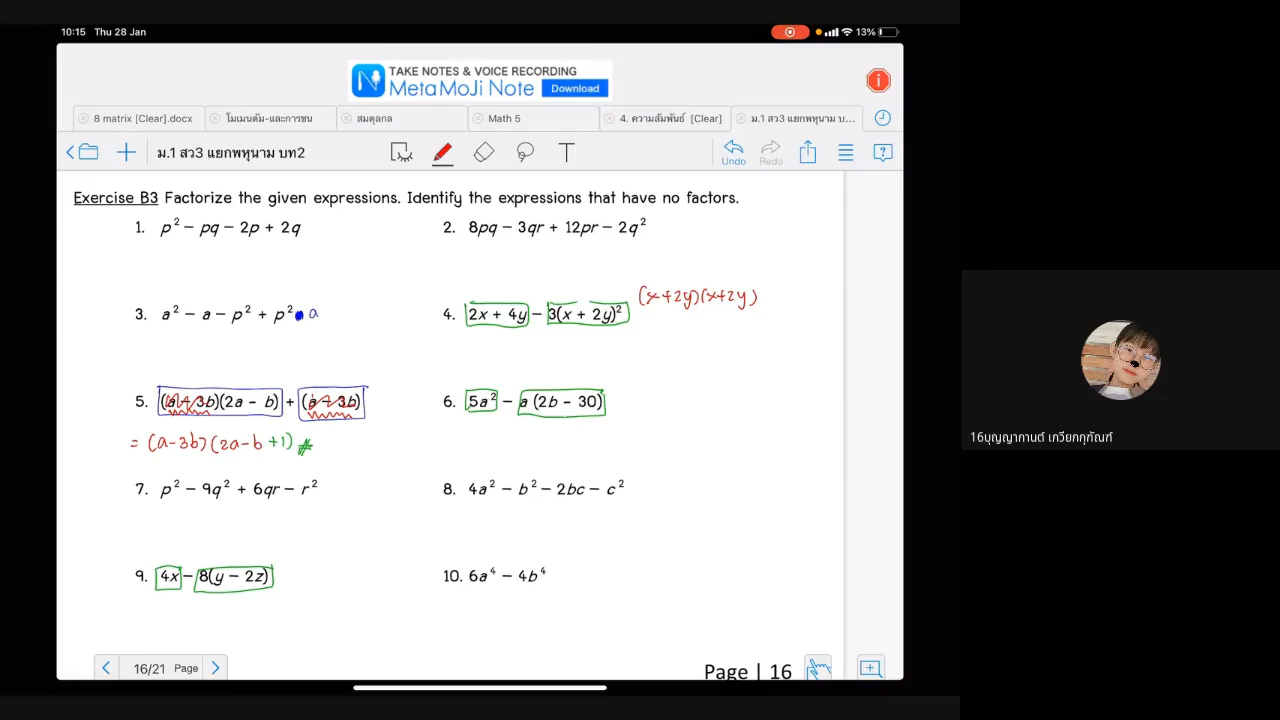 10:15 Thu 28 Jan
13%
TAKE NOTES & VOICE RECORDING
MetaMoJi Note Download
8 matrix [Clear].docx
โมเมนตัม-และการชน
สมดุลกล
Math 5
4. ความสัมพันธ์ [Clear]
ม.1 สว3 แยกพหุนาม บ...
ม.1 สว3 แยกพหุนาม บท2
Undo Redo
Exercise B3 Factorize the given expressions. Identify the expressions that have no factors.
1. p² − pq − 2p + 2q
2. 8pq − 3qr + 12pr − 2q²
(x+2y)(x+2y)
3. a² − a − p² + p² a
4. 2x + 4y − 3(x + 2y)²
5. (a − 3b)(2a − b) + (a − 3b)
6. 5a² − a (2b − 30)
= (a−3b)(2a−b +1) #
7. p² − 9q² + 6qr − r²
8. 4a² − b² − 2bc − c²
9. 4x − 8(y − 2z)
10. 6a⁴ − 4b⁴
16/21 Page
Page | 16
16บุญญากานต์ เกวียกกุฑัณฑ์